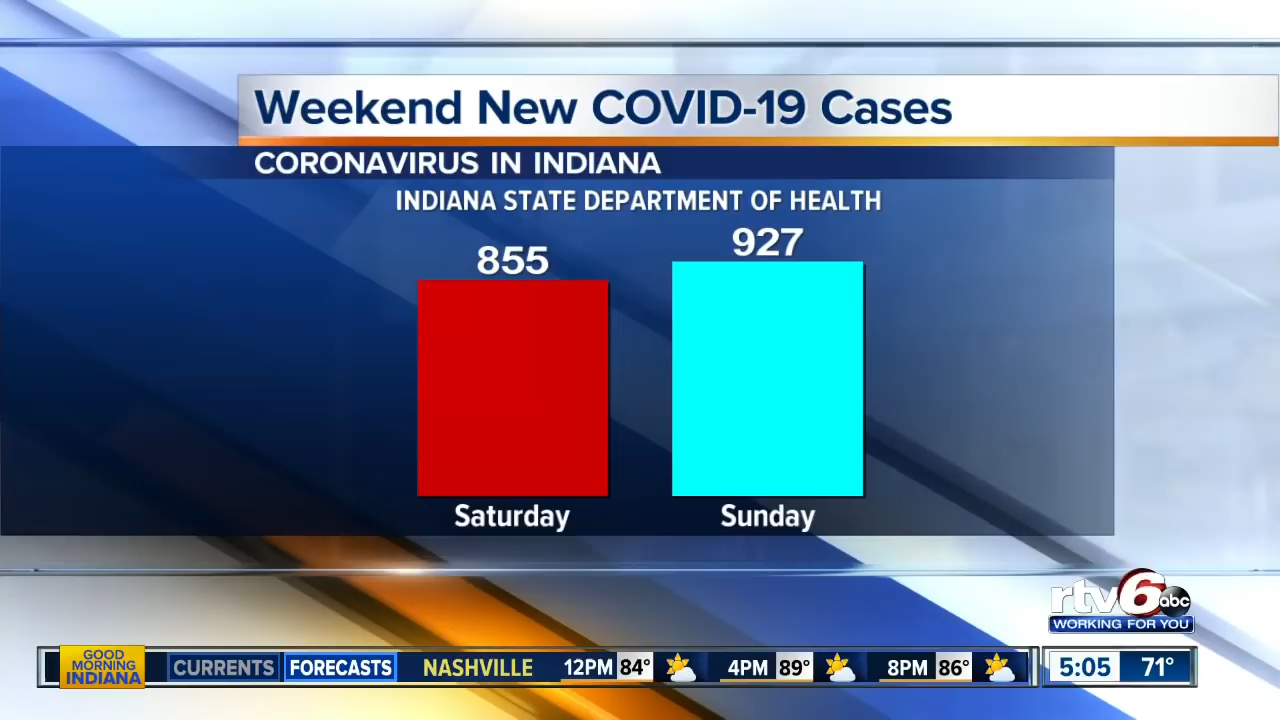 Weekend New COVID-19 Cases
CORONAVIRUS IN INDIANA
INDIANA STATE DEPARTMENT OF HEALTH
855
927
Saturday
Sunday
rtv6 abc
WORKING FOR YOU
GOOD
MORNING
INDIANA
CURRENTS FORECASTS NASHVILLE 12PM 84° 4PM 89° 8PM 86° 5:05 71°